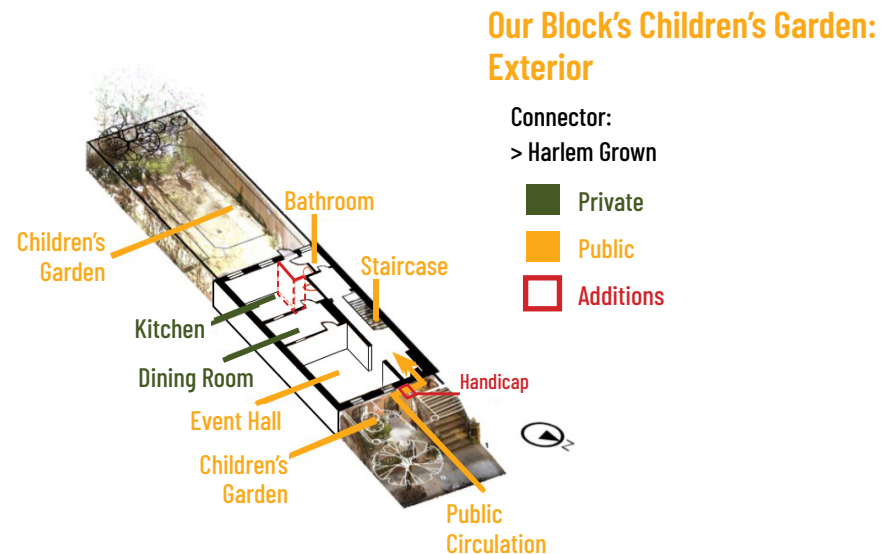 Our Block's Children's Garden:
Exterior
Connector:
> Harlem Grown
Private
Public
Additions
Bathroom
Children's
Garden
Staircase
Kitchen
Dining Room
Handicap
Event Hall
Children's
Garden
Public
Circulation
Z